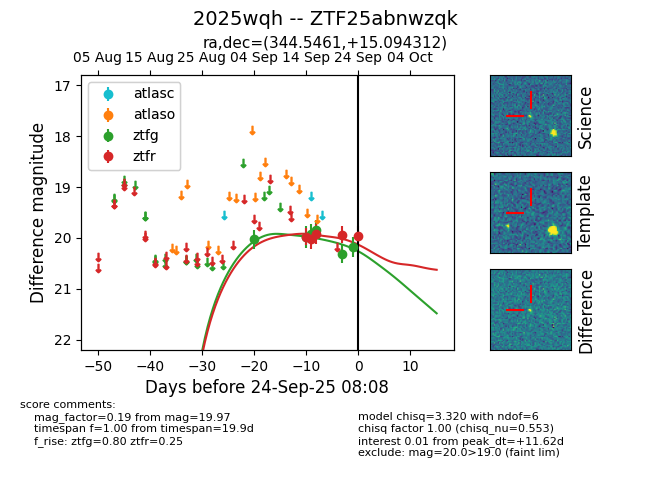 2025wqh -- ZTF25abnwzqk
ra,dec=(344.5461,+15.094312)
05 Aug 15 Aug 25 Aug 04 Sep 14 Sep 24 Sep 04 Oct
17
18
19
20
21
22
Difference magnitude
atlasc
atlaso
ztfg
ztfr
−50 −40 −30 −20 −10 0 10
Days before 24-Sep-25 08:08
Science
Template
Difference
score comments:
mag_factor=0.19 from mag=19.97
timespan f=1.00 from timespan=19.9d
f_rise: ztfg=0.80 ztfr=0.25
model chisq=3.320 with ndof=6
chisq factor 1.00 (chisq_nu=0.553)
interest 0.01 from peak_dt=+11.62d
exclude: mag=20.0>19.0 (faint lim)